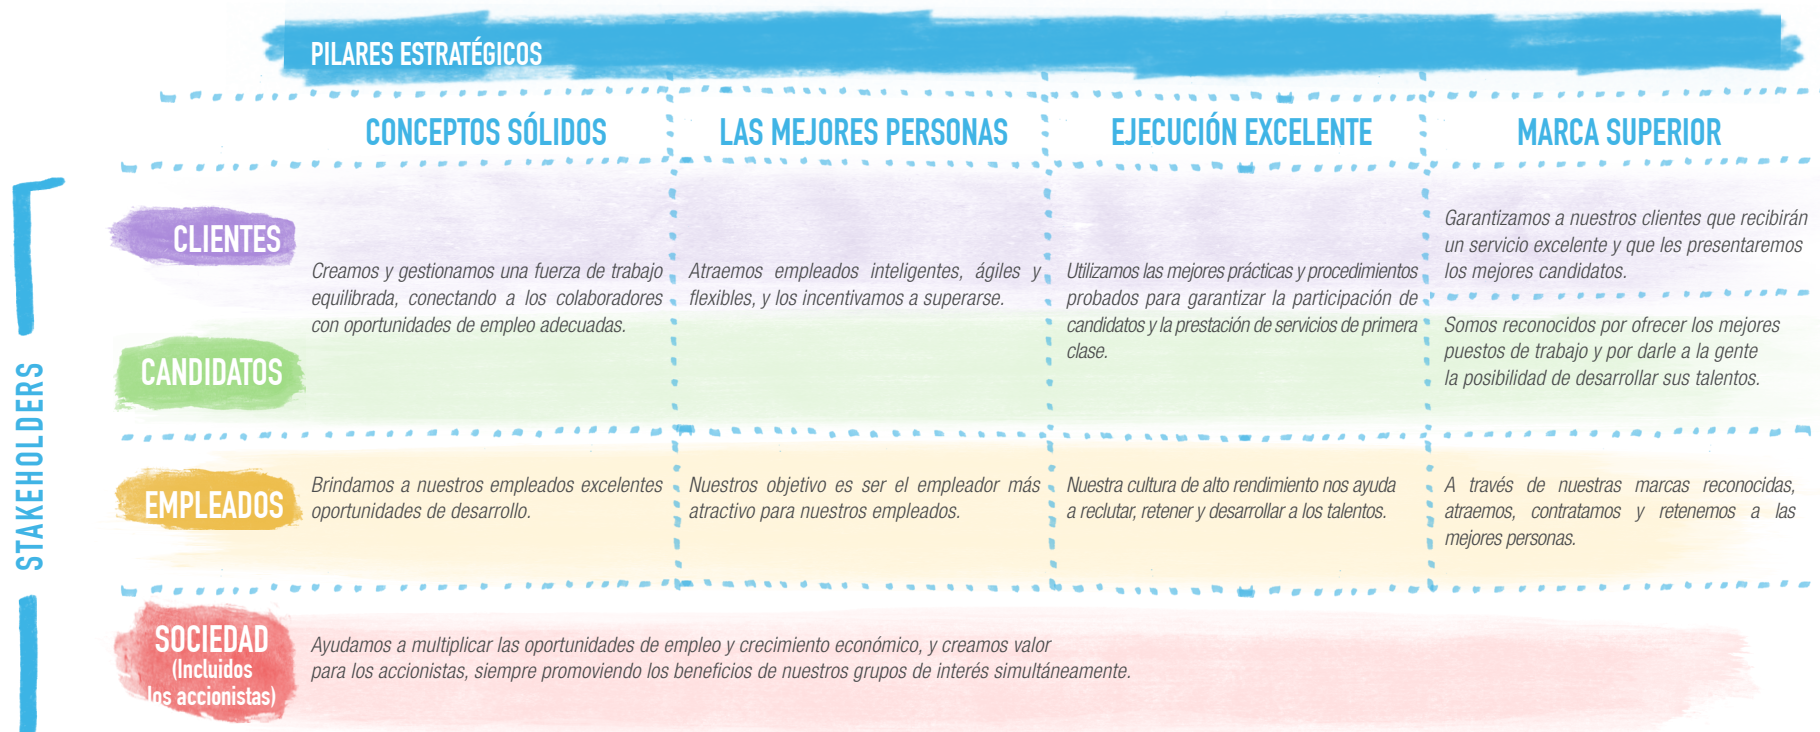 PILARES ESTRATÉGICOS
CONCEPTOS SÓLIDOS
LAS MEJORES PERSONAS
EJECUCIÓN EXCELENTE
MARCA SUPERIOR
STAKEHOLDERS
CLIENTES
CANDIDATOS
Creamos y gestionamos una fuerza de trabajo
equilibrada, conectando a los colaboradores
con oportunidades de empleo adecuadas.
Atraemos empleados inteligentes, ágiles y
flexibles, y los incentivamos a superarse.
Utilizamos las mejores prácticas y procedimientos
probados para garantizar la participación de
candidatos y la prestación de servicios de primera
clase.
Garantizamos a nuestros clientes que recibirán
un servicio excelente y que les presentaremos
los mejores candidatos.
Somos reconocidos por ofrecer los mejores
puestos de trabajo y por darle a la gente
la posibilidad de desarrollar sus talentos.
EMPLEADOS
Brindamos a nuestros empleados excelentes
oportunidades de desarrollo.
Nuestros objetivo es ser el empleador más
atractivo para nuestros empleados.
Nuestra cultura de alto rendimiento nos ayuda
a reclutar, retener y desarrollar a los talentos.
A través de nuestras marcas reconocidas,
atraemos, contratamos y retenemos a las
mejores personas.
SOCIEDAD
(Incluidos
los accionistas)
Ayudamos a multiplicar las oportunidades de empleo y crecimiento económico, y creamos valor
para los accionistas, siempre promoviendo los beneficios de nuestros grupos de interés simultáneamente.